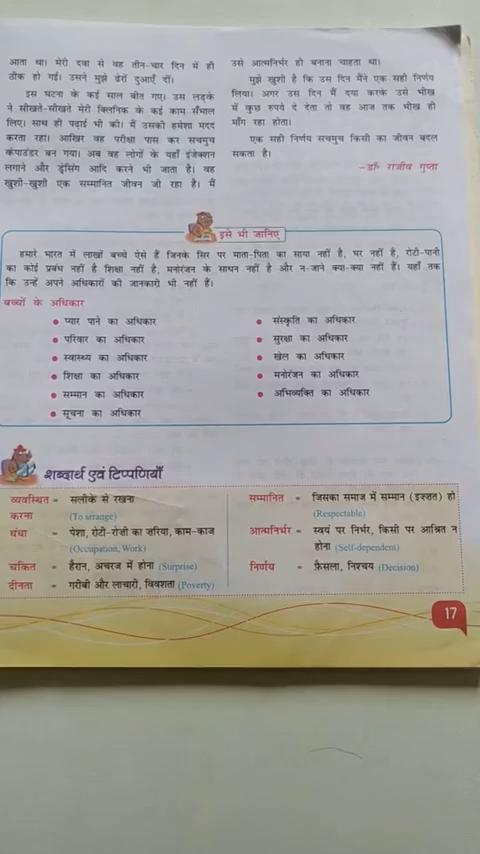 आता था। मेरी दवा से वह तीन-चार दिन में ही
ठीक हो गई। उसने मुझे ढेरों दुआएँ दीं।
इस घटना के कई साल बीत गए। उस लड़के
ने सीखते-सीखते मेरी क्लिनिक के कई काम सँभाल
लिए। साथ ही पढ़ाई भी की। मैं उसकी हमेशा मदद
करता रहा। आखिर वह परीक्षा पास कर सचमुच
कंपाउंडर बन गया। अब वह लोगों के यहाँ इंजेक्शन
लगाने और ड्रेसिंग आदि करने भी जाता है। वह
खुशी-खुशी एक सम्मानित जीवन जी रहा है। मैं
उसे आत्मनिर्भर ही बनाना चाहता था।
मुझे खुशी है कि उस दिन मैंने एक सही निर्णय
लिया। अगर उस दिन मैं दया करके उसे भीख
में कुछ रुपये दे देता तो वह आज तक भीख ही
माँग रहा होता।
एक सही निर्णय सचमुच किसी का जीवन बदल
सकता है।
–डॉ॰ राजीव गुप्ता
इसे भी जानिए
हमारे भारत में लाखों बच्चे ऐसे हैं जिनके सिर पर माता-पिता का साया नहीं है, घर नहीं है, रोटी-पानी
का कोई प्रबंध नहीं है शिक्षा नहीं है, मनोरंजन के साधन नहीं है और न-जाने क्या-क्या नहीं हैं। यहाँ तक
कि उन्हें अपने अधिकारों की जानकारी भी नहीं हैं।
बच्चों के अधिकार
• प्यार पाने का अधिकार
• परिवार का अधिकार
• स्वास्थ्य का अधिकार
• शिक्षा का अधिकार
• सम्मान का अधिकार
• सूचना का अधिकार
• संस्कृति का अधिकार
• सुरक्षा का अधिकार
• खेल का अधिकार
• मनोरंजन का अधिकार
• अभिव्यक्ति का अधिकार
शब्दार्थ एवं टिप्पणियाँ
व्यवस्थित = सलीके से रखना
करना (To arrange)
धंधा = पेशा, रोटी-रोज़ी का ज़रिया, काम-काज
(Occupation, Work)
चकित = हैरान, अचरज में होना (Surprise)
दीनता = गरीबी और लाचारी, विवशता (Poverty)
सम्मानित = जिसका समाज में सम्मान (इज़्ज़त) हो
(Respectable)
आत्मनिर्भर = स्वयं पर निर्भर, किसी पर आश्रित न
होना (Self-dependent)
निर्णय = फ़ैसला, निश्चय (Decision)
17